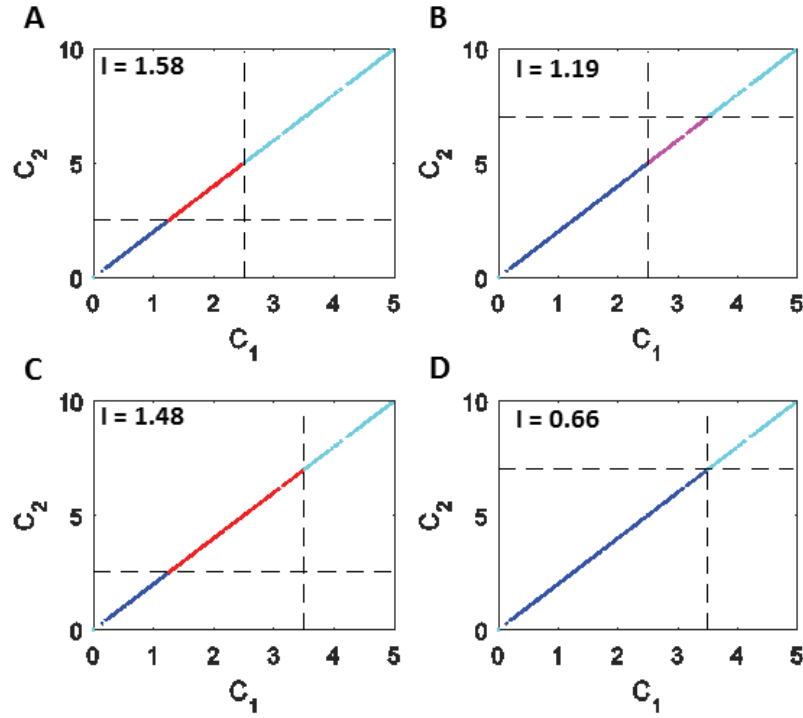 A
I = 1.58
C2
10
5
0
0 1 2 3 4 5
C1
B
I = 1.19
C2
10
5
0
0 1 2 3 4 5
C1
C
I = 1.48
C2
10
5
0
0 1 2 3 4 5
C1
D
I = 0.66
C2
10
5
0
0 1 2 3 4 5
C1